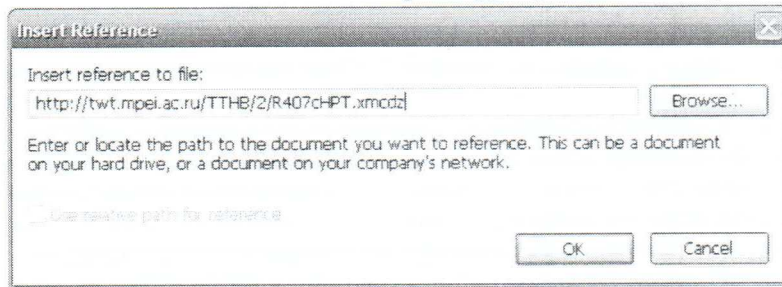 Insert Reference
Insert reference to file:
http://twt.mpei.ac.ru/TTHB/2/R407cHPT.xmcdz
Browse...
Enter or locate the path to the document you want to reference. This can be a document
on your hard drive, or a document on your company's network.
Use relative path for reference
OK
Cancel